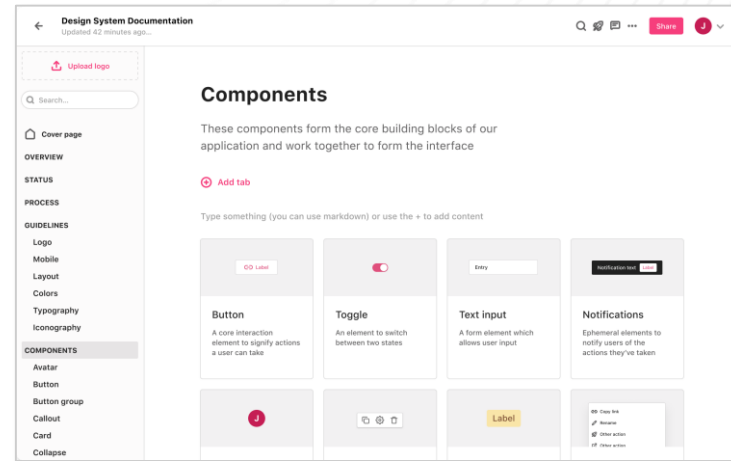 Design System Documentation
Updated 42 minutes ago...
Share
J
Upload logo
Search...
Cover page
OVERVIEW
STATUS
PROCESS
GUIDELINES
Logo
Mobile
Layout
Colors
Typography
Iconography
COMPONENTS
Avatar
Button
Button group
Callout
Card
Collapse
Components
These components form the core building blocks of our
application and work together to form the interface
Add tab
Type something (you can use markdown) or use the + to add content
Label
Button
A core interaction
element to signify actions
a user can take
Toggle
An element to switch
between two states
Entry
Text input
A form element which
allows user input
Notification text Label
Notifications
Ephemeral elements to
notify users of the
actions they've taken
J
Label
Copy link
Rename
Other action
Other action